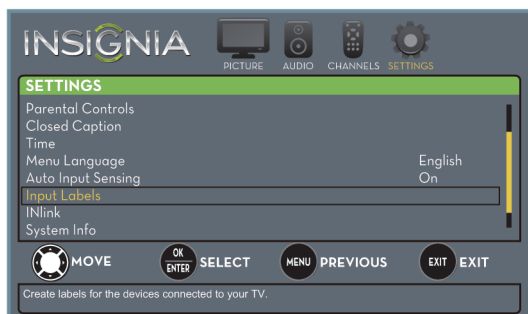 INSIGNIA
PICTURE AUDIO CHANNELS SETTINGS
SETTINGS
Parental Controls
Closed Caption
Time
Menu Language English
Auto Input Sensing On
Input Labels
INlink
System Info
MOVE OK ENTER SELECT MENU PREVIOUS EXIT EXIT
Create labels for the devices connected to your TV.